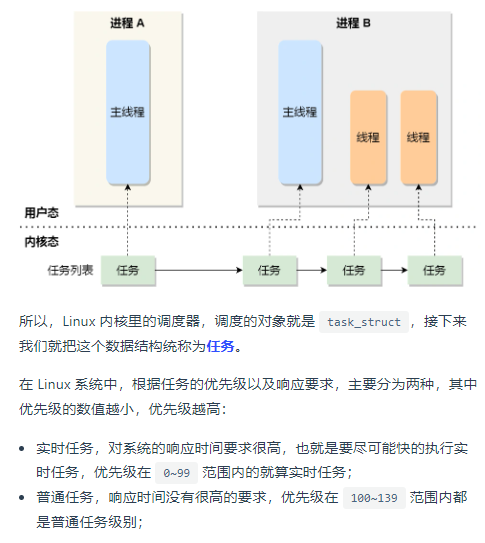 进程 A
进程 B
主线程
主线程
线程
线程
用户态
内核态
任务列表
任务
任务
任务
任务
所以，Linux 内核里的调度器，调度的对象就是 task_struct，接下来
我们就把这个数据结构统称为任务。
在 Linux 系统中，根据任务的优先级以及响应要求，主要分为两种，其中
优先级的数值越小，优先级越高：
• 实时任务，对系统的响应时间要求很高，也就是要尽可能快的执行实
时任务，优先级在 0~99 范围内的就算实时任务；
• 普通任务，响应时间没有很高的要求，优先级在 100~139 范围内都
是普通任务级别；